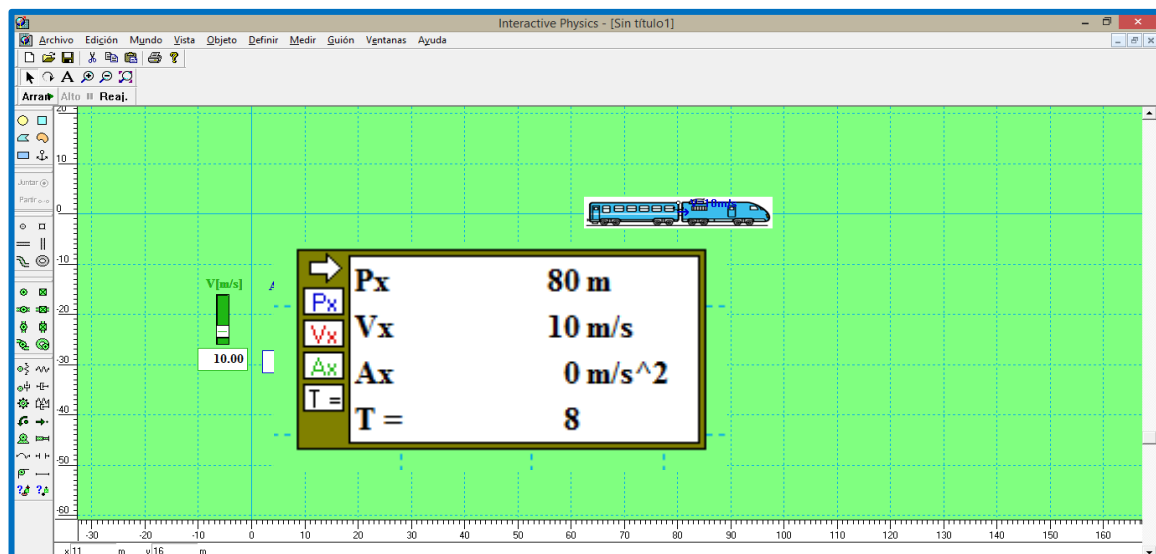 Interactive Physics - [Sin título1]
Archivo Edición Mundo Vista Objeto Definir Medir Guión Ventanas Ayuda
A
Arran Alto Reaj.
20
10
0
-10
-20
-30
-40
-50
-60
Juntar
Partir
V=10m/s
V[m/s]
10.00
Px 80 m
Vx 10 m/s
Ax 0 m/s^2
T = 8
Px
Vx
Ax
T =
-30 -20 -10 0 10 20 30 40 50 60 70 80 90 100 110 120 130 140 150 160
x 11 m y 16 m